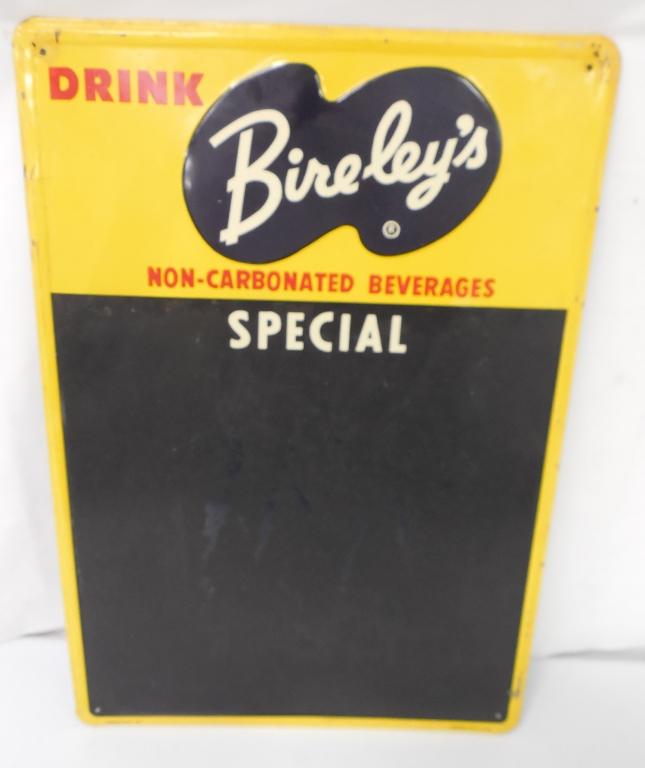 DRINK
Bireley's
®
NON-CARBONATED BEVERAGES
SPECIAL